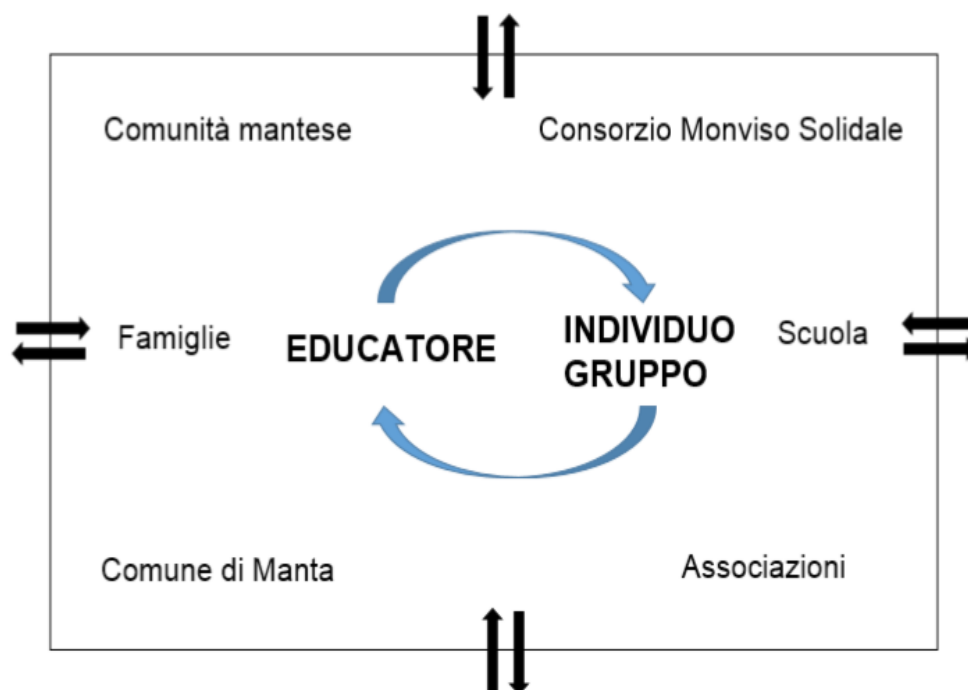 Comunità mantese
Consorzio Monviso Solidale
Famiglie
EDUCATORE
INDIVIDUO
GRUPPO
Scuola
Comune di Manta
Associazioni